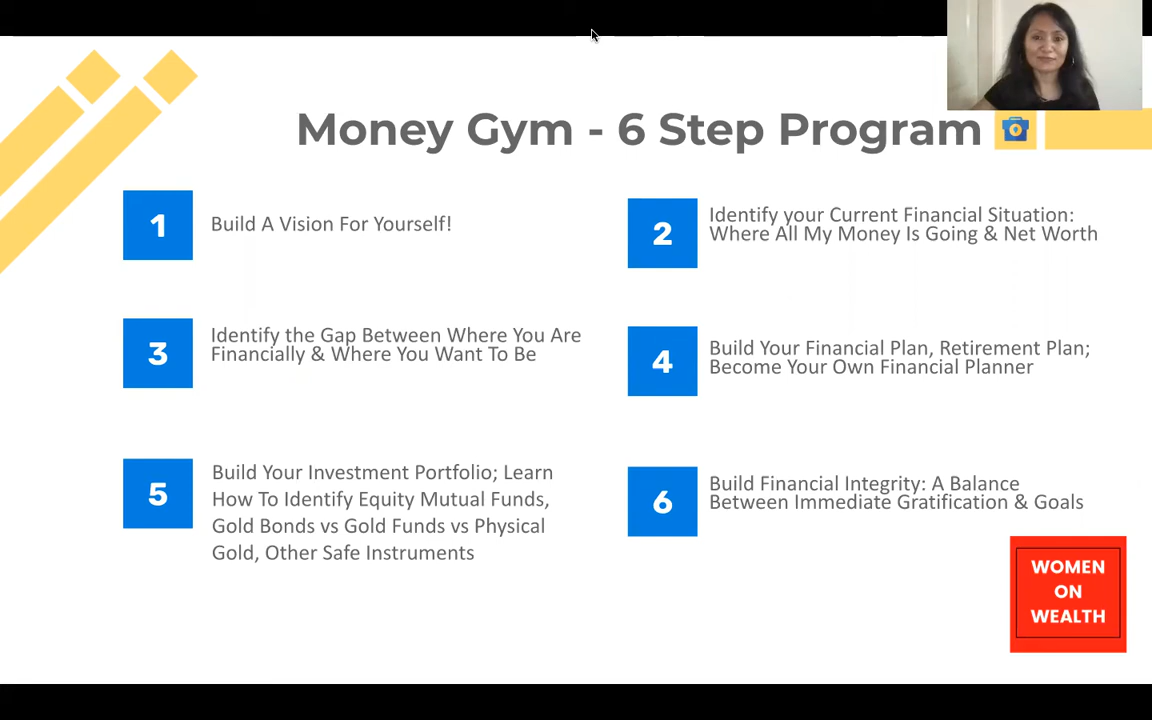 Money Gym - 6 Step Program
1
Build A Vision For Yourself!
2
Identify your Current Financial Situation:
Where All My Money Is Going & Net Worth
3
Identify the Gap Between Where You Are
Financially & Where You Want To Be
4
Build Your Financial Plan, Retirement Plan;
Become Your Own Financial Planner
5
Build Your Investment Portfolio; Learn
How To Identify Equity Mutual Funds,
Gold Bonds vs Gold Funds vs Physical
Gold, Other Safe Instruments
6
Build Financial Integrity: A Balance
Between Immediate Gratification & Goals
WOMEN
ON
WEALTH